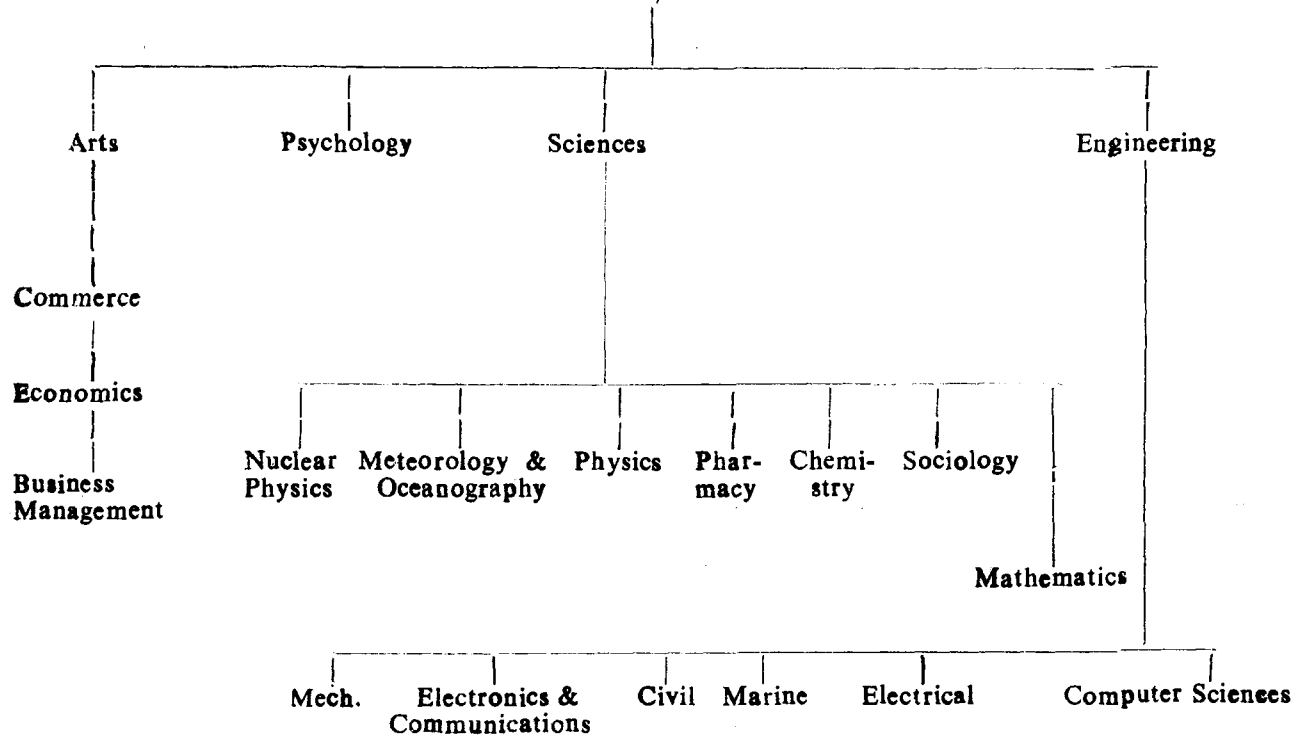 Arts Psychology Sciences Engineering
Commerce
Economics
Nuclear Meteorology & Physics Phar- Chemi- Sociology
Physics Oceanography macy stry
Business
Management
Mathematics
Mech. Electronics & Civil Marine Electrical Computer Sciences
Communications